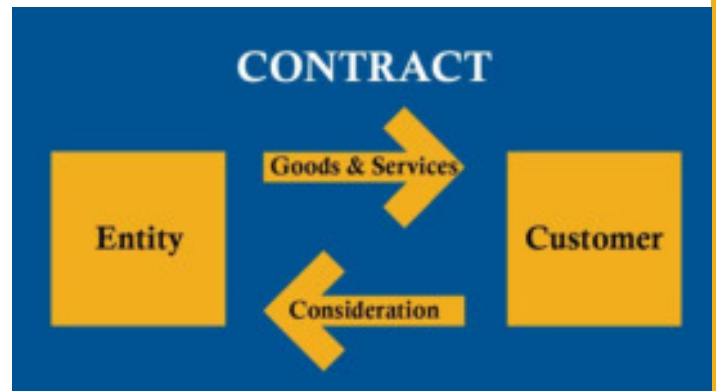 CONTRACT
Goods & Services
Entity
Customer
Consideration